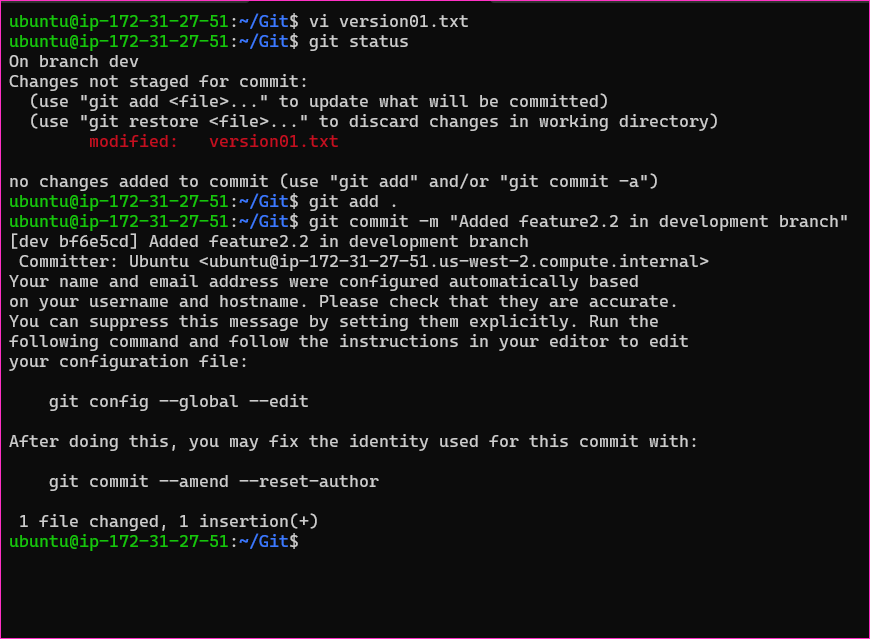 ubuntu@ip-172-31-27-51:~/Git$ vi version01.txt
ubuntu@ip-172-31-27-51:~/Git$ git status
On branch dev
Changes not staged for commit:
  (use "git add <file>..." to update what will be committed)
  (use "git restore <file>..." to discard changes in working directory)
        modified:   version01.txt

no changes added to commit (use "git add" and/or "git commit -a")
ubuntu@ip-172-31-27-51:~/Git$ git add .
ubuntu@ip-172-31-27-51:~/Git$ git commit -m "Added feature2.2 in development branch"
[dev bf6e5cd] Added feature2.2 in development branch
 Committer: Ubuntu <ubuntu@ip-172-31-27-51.us-west-2.compute.internal>
Your name and email address were configured automatically based
on your username and hostname. Please check that they are accurate.
You can suppress this message by setting them explicitly. Run the
following command and follow the instructions in your editor to edit
your configuration file:

    git config --global --edit

After doing this, you may fix the identity used for this commit with:

    git commit --amend --reset-author

 1 file changed, 1 insertion(+)
ubuntu@ip-172-31-27-51:~/Git$